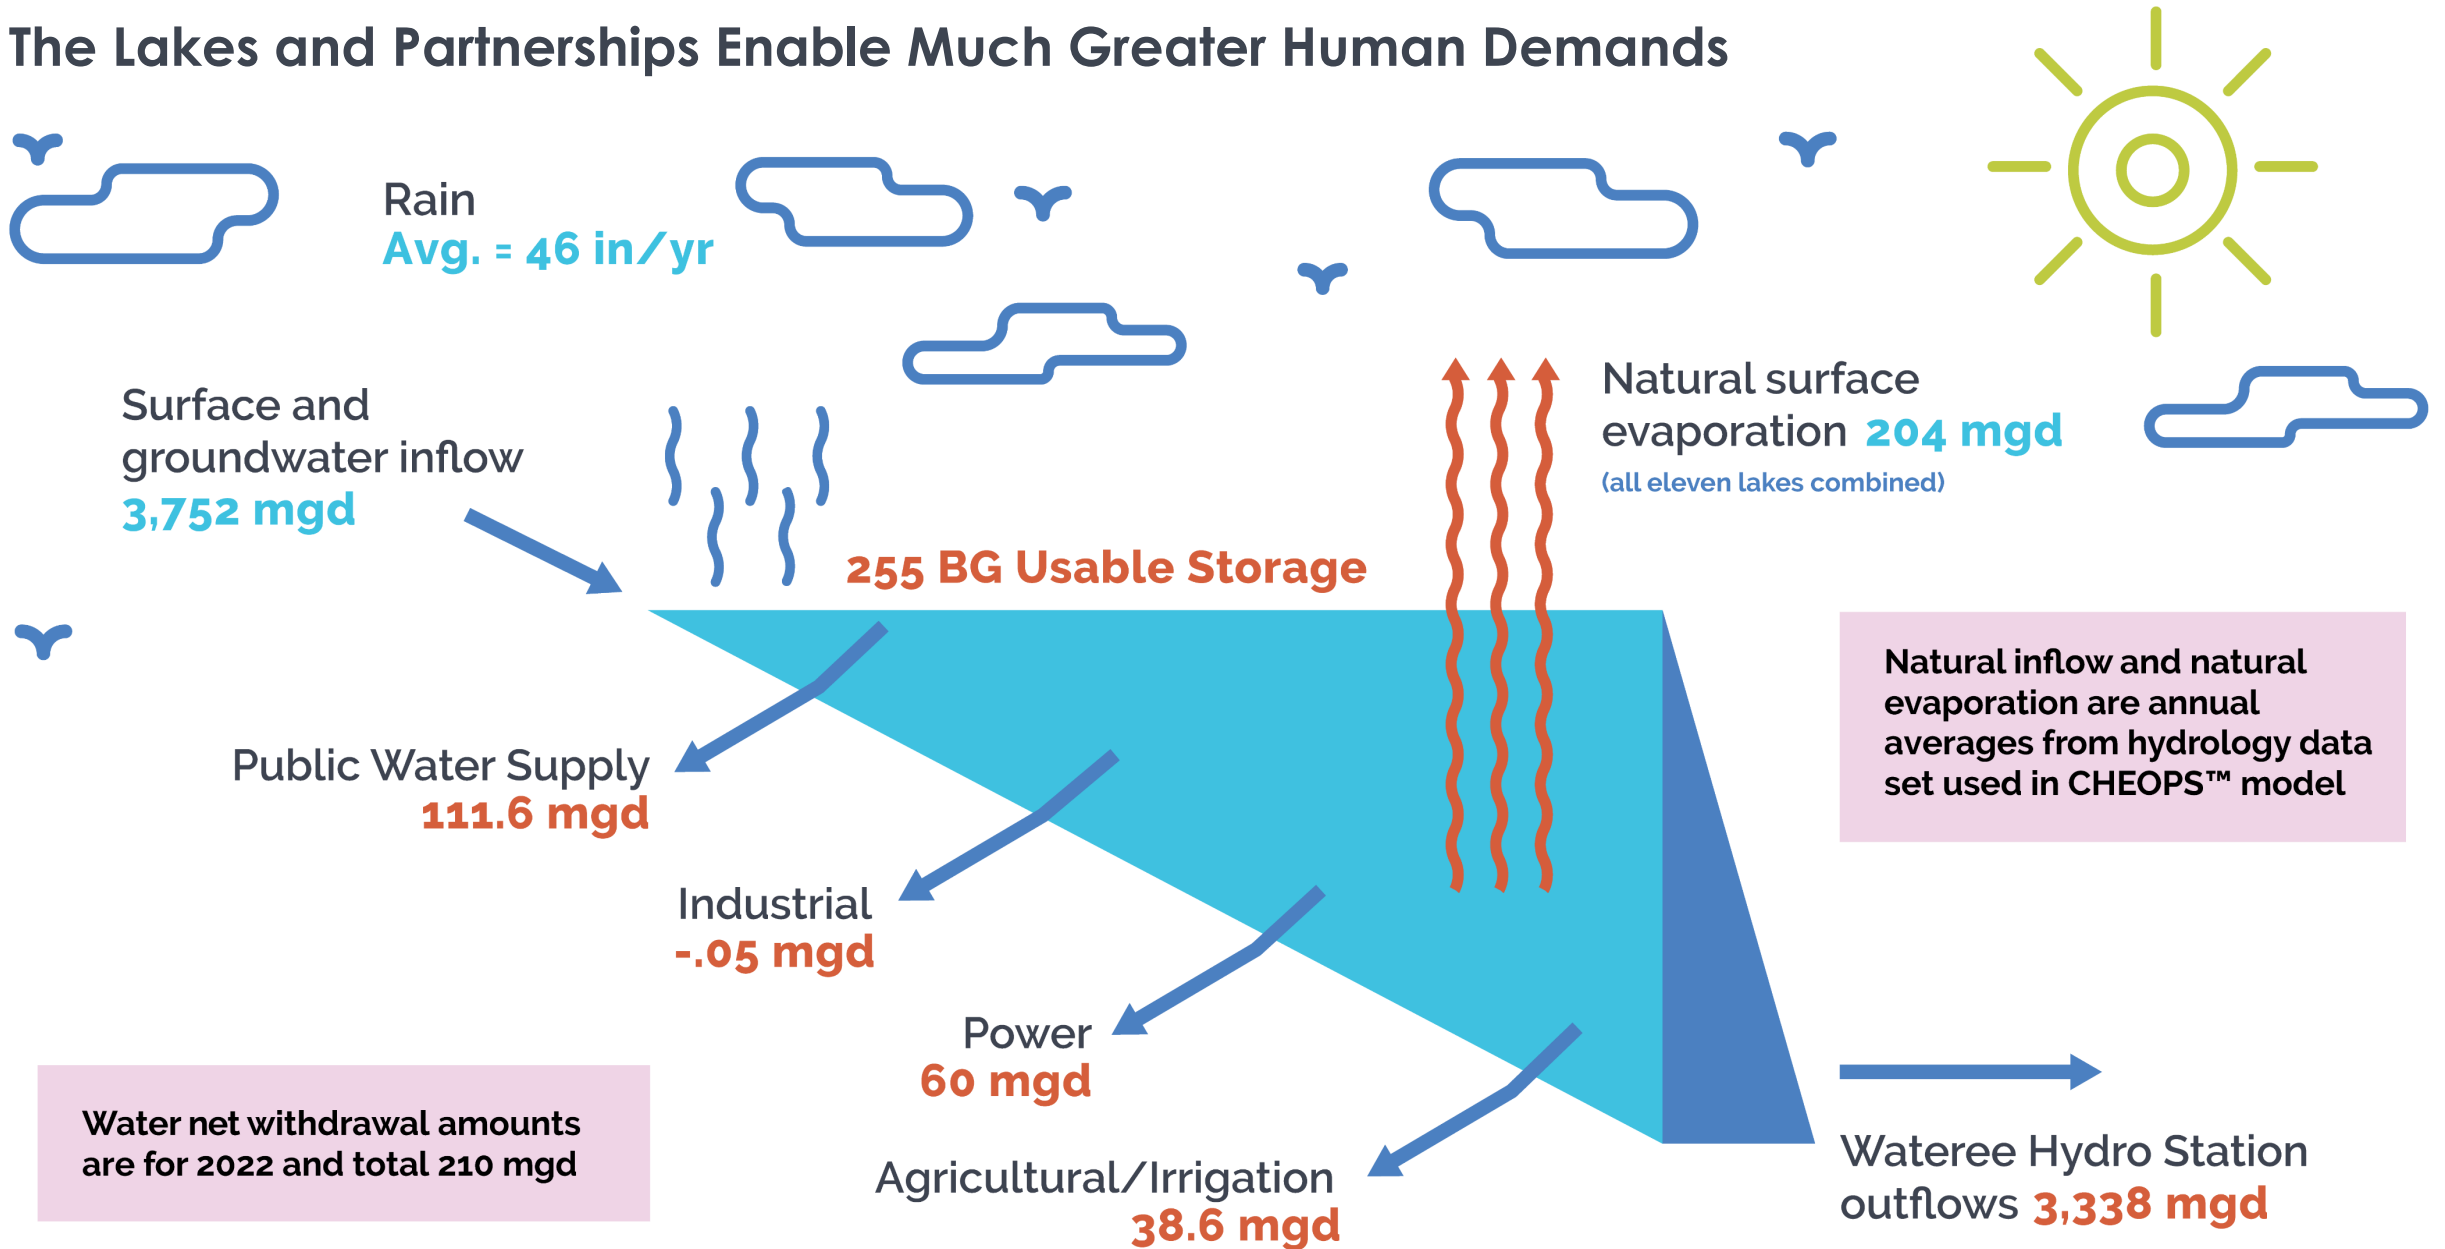 The Lakes and Partnerships Enable Much Greater Human Demands
Rain
Avg. = 46 in/yr
Surface and
groundwater inflow
3,752 mgd
Natural surface
evaporation 204 mgd
(all eleven lakes combined)
255 BG Usable Storage
Natural inflow and natural
evaporation are annual
averages from hydrology data
set used in CHEOPS™ model
Public Water Supply
111.6 mgd
Industrial
-.05 mgd
Power
60 mgd
Agricultural/Irrigation
38.6 mgd
Water net withdrawal amounts
are for 2022 and total 210 mgd
Wateree Hydro Station
outflows 3,338 mgd